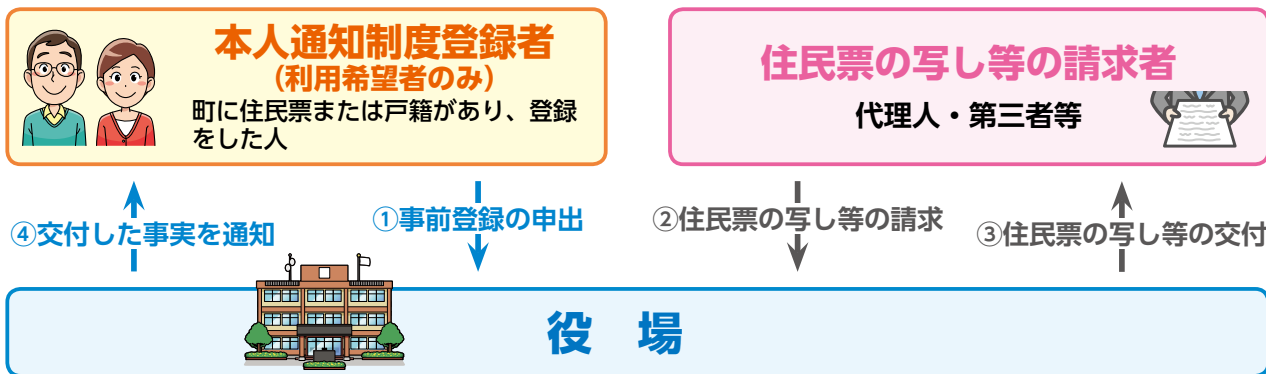 本人通知制度登録者
(利用希望者のみ)
町に住民票または戸籍があり、登録
をした人
住民票の写し等の請求者
代理人・第三者等
④交付した事実を通知
①事前登録の申出
②住民票の写し等の請求
③住民票の写し等の交付
役　場